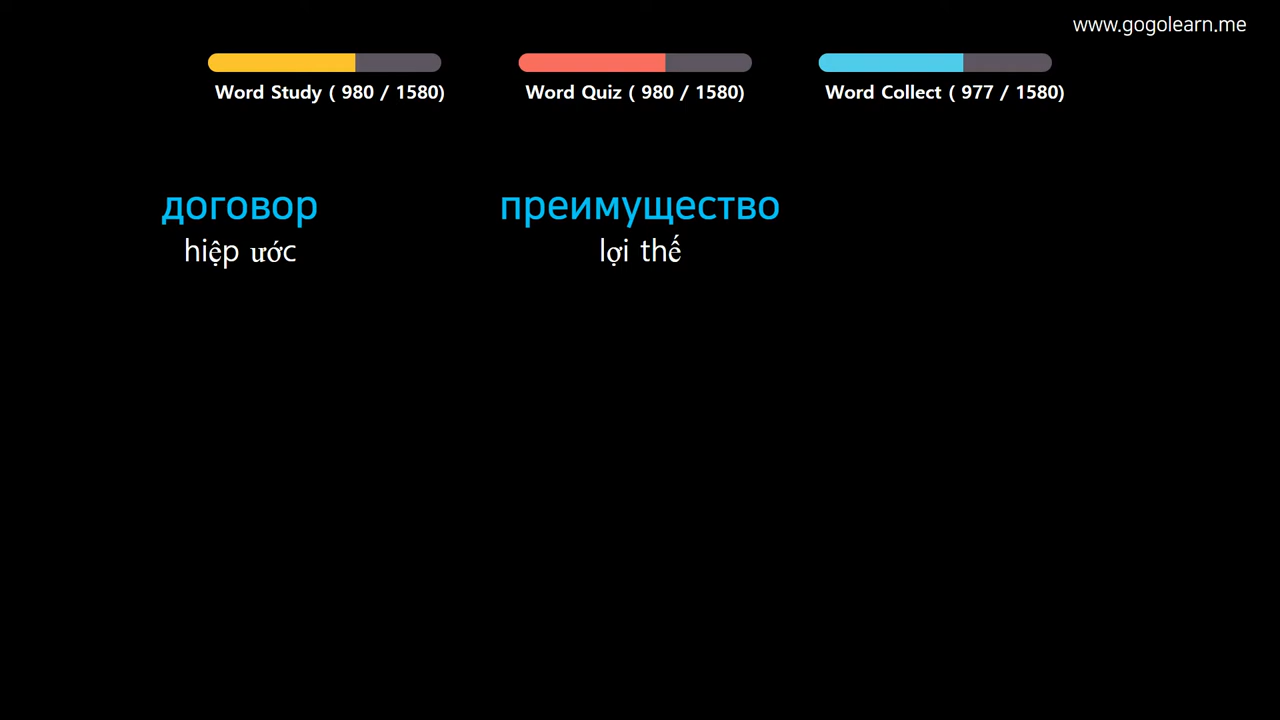 www.gogolearn.me
Word Study ( 980 / 1580)
Word Quiz ( 980 / 1580)
Word Collect ( 977 / 1580)
договор
hiệp ước
преимущество
lợi thế